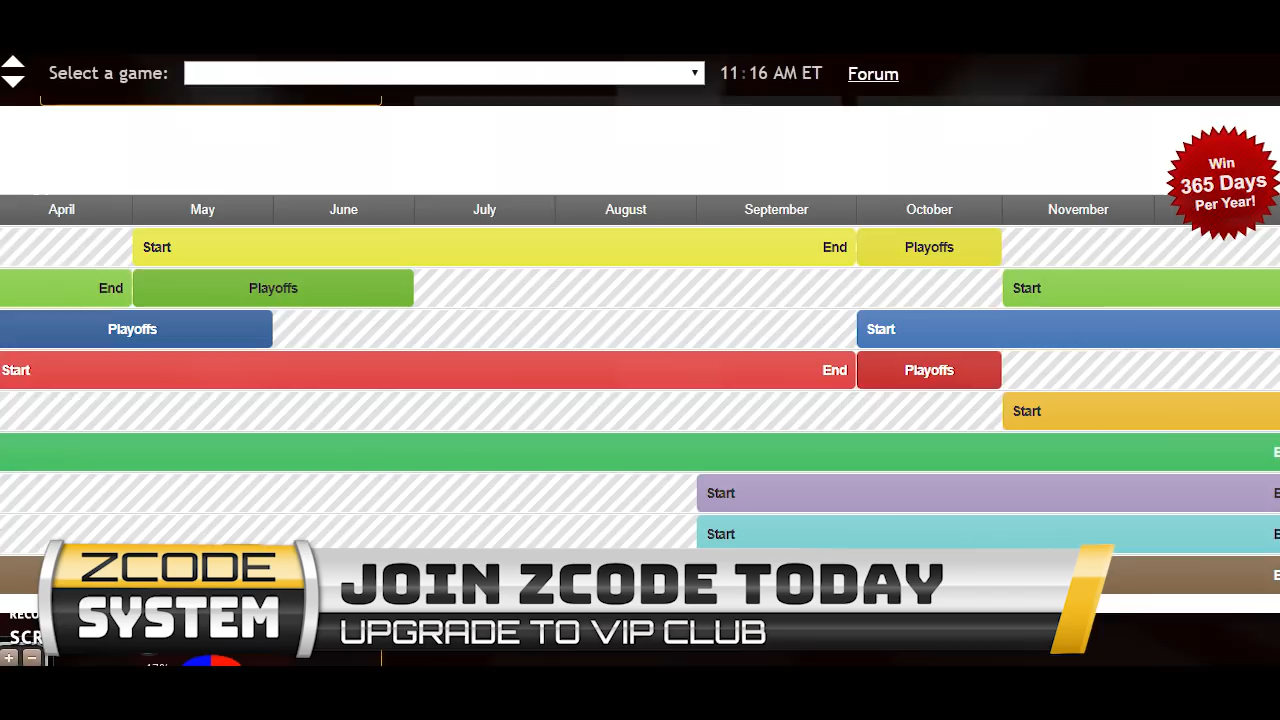 Select a game:
11:16 AM ET
Forum
Win
365 Days
Per Year!
April May June July August September October November
Start End Playoffs
End Playoffs Start
Playoffs Start
Start End Playoffs
Start
Start
Start
ZCODE
SYSTEM
JOIN ZCODE TODAY
UPGRADE TO VIP CLUB
SCR
+ −